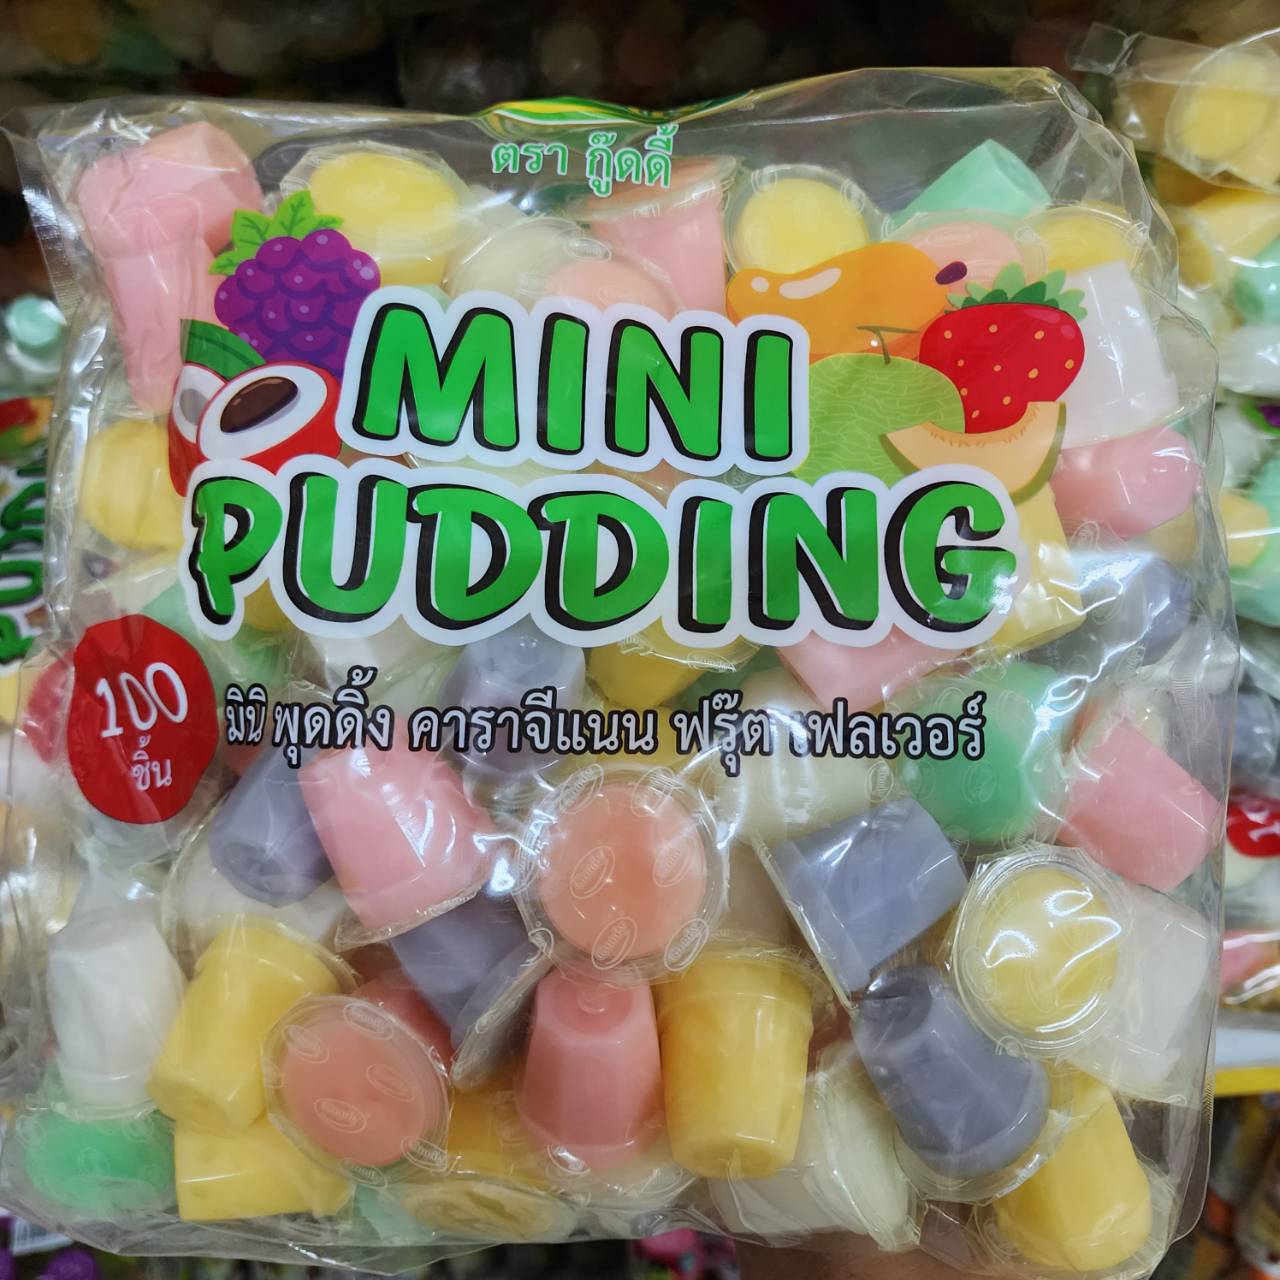 ตรา กู๊ดดี้
MINI
PUDDING
100
ชิ้น
มินิ พุดดิ้ง คาราจีแนน ฟรุ๊ต เฟลเวอร์
Goody